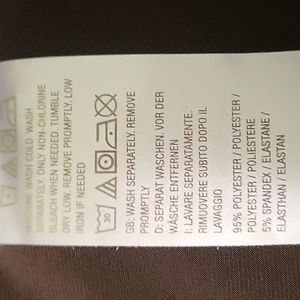 MACHINE WASH COLD. WASH
SEPARATELY. ONLY NON-CHLORINE
BLEACH WHEN NEEDED. TUMBLE
DRY LOW. REMOVE PROMPTLY. LOW
IRON IF NEEDED
30
GB: WASH SEPARATELY. REMOVE
PROMPTLY
D: SEPARAT WASCHEN. VOR DER
WÄSCHE ENTFERNEN
I: LAVARE SEPARATAMENTE.
RIMUOVERE SUBITO DOPO IL
LAVAGGIO
95% POLYESTER / POLYESTER /
POLYESTER / POLIESTERE
5% SPANDEX / ELASTANE /
ELASTAN / ELASTAN